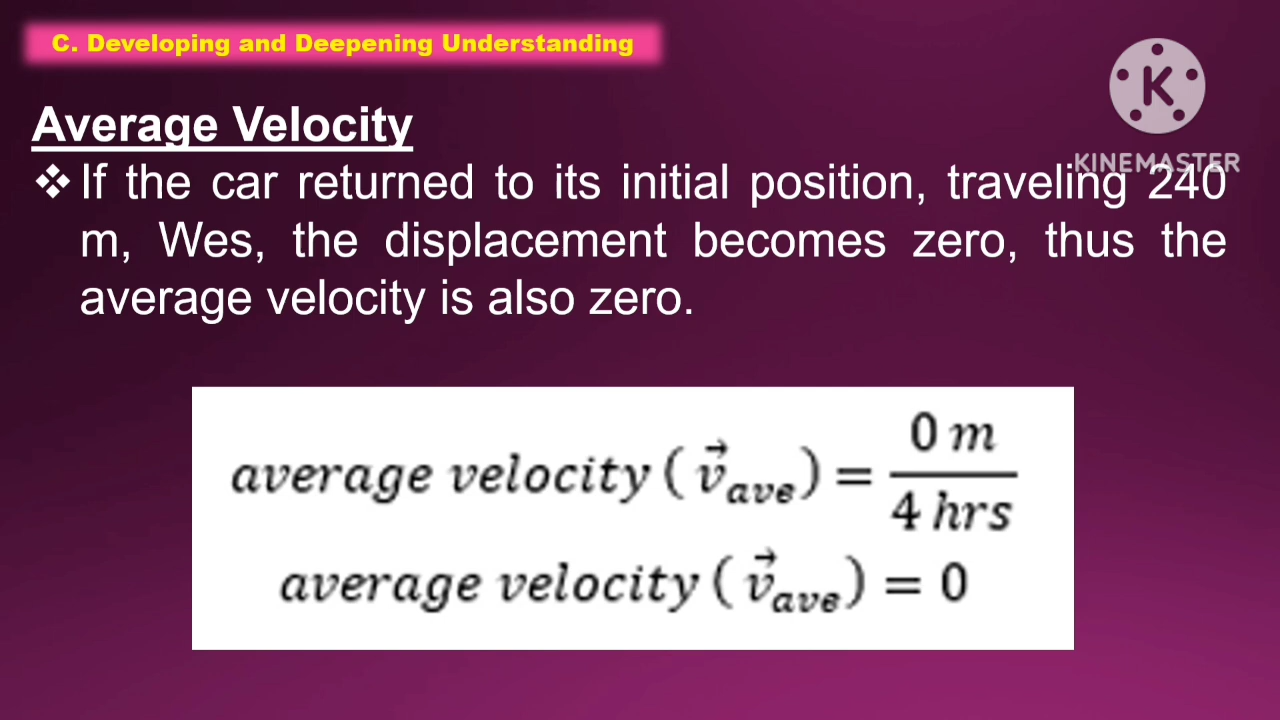 C. Developing and Deepening Understanding
K
KINEMASTER
Average Velocity
❖ If the car returned to its initial position, traveling 240
m, Wes, the displacement becomes zero, thus the
average velocity is also zero.
average velocity ( v⃗ave) = 0 m / 4 hrs
average velocity ( v⃗ave) = 0